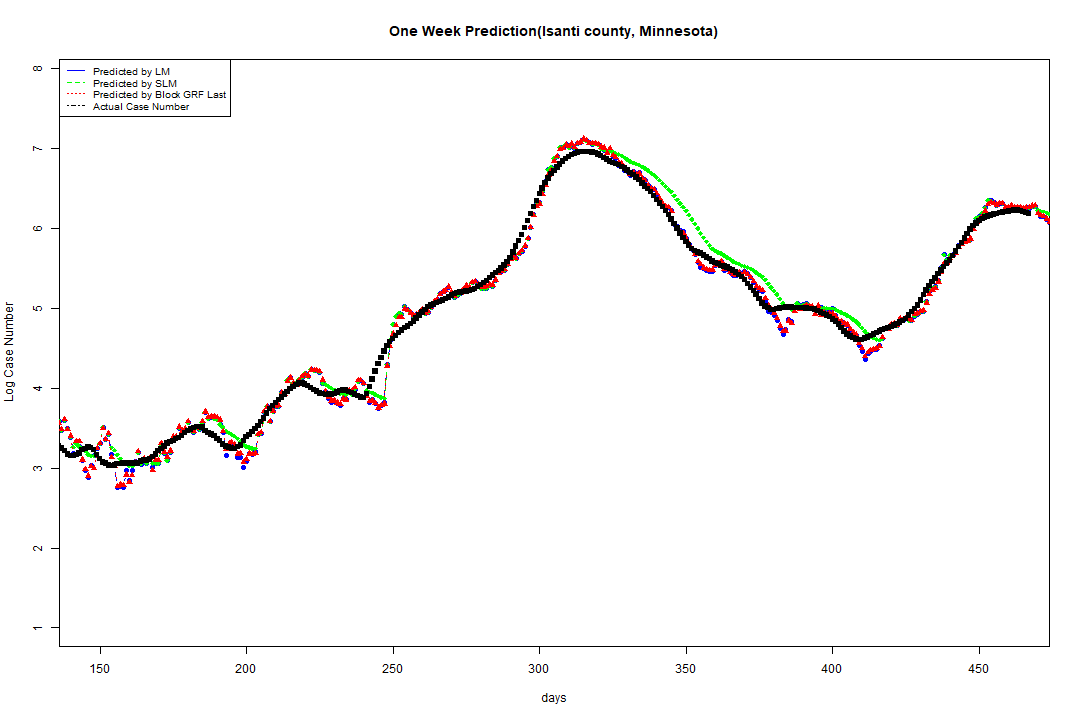 One Week Prediction(Isanti county, Minnesota)
Predicted by LM
Predicted by SLM
Predicted by Block GRF Last
Actual Case Number
8
7
6
5
4
3
2
1
Log Case Number
150 200 250 300 350 400 450
days